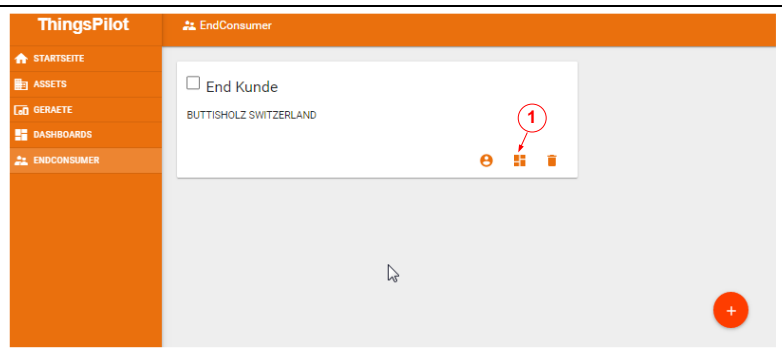 ThingsPilot
EndConsumer
STARTSEITE
ASSETS
GERAETE
DASHBOARDS
ENDCONSUMER
End Kunde
BUTTISHOLZ SWITZERLAND
1
+